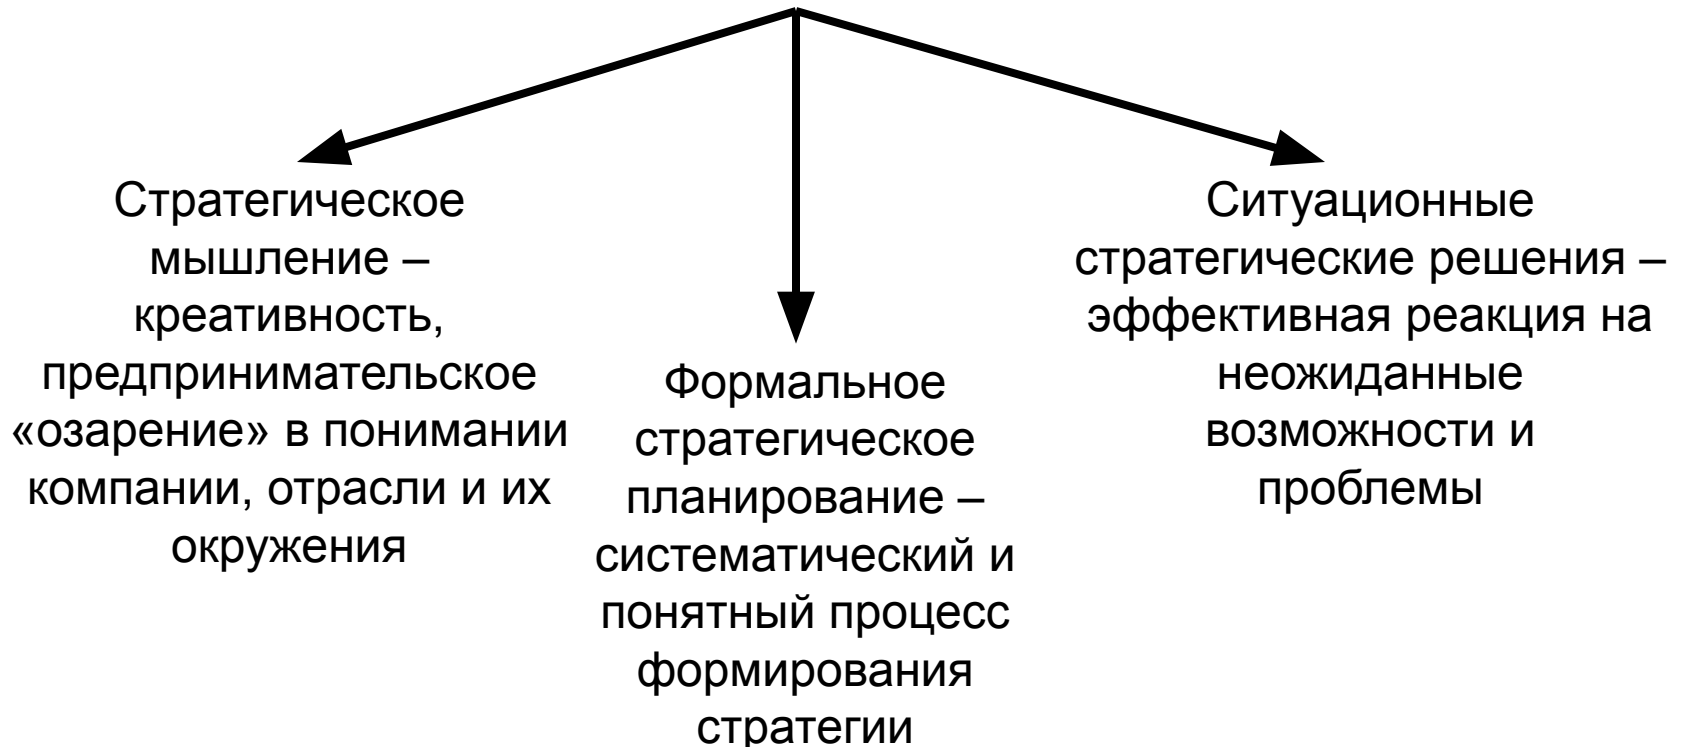 Стратегическое
мышление –
креативность,
предпринимательское
«озарение» в понимании
компании, отрасли и их
окружения
Формальное
стратегическое
планирование –
систематический и
понятный процесс
формирования
стратегии
Ситуационные
стратегические решения –
эффективная реакция на
неожиданные
возможности и
проблемы